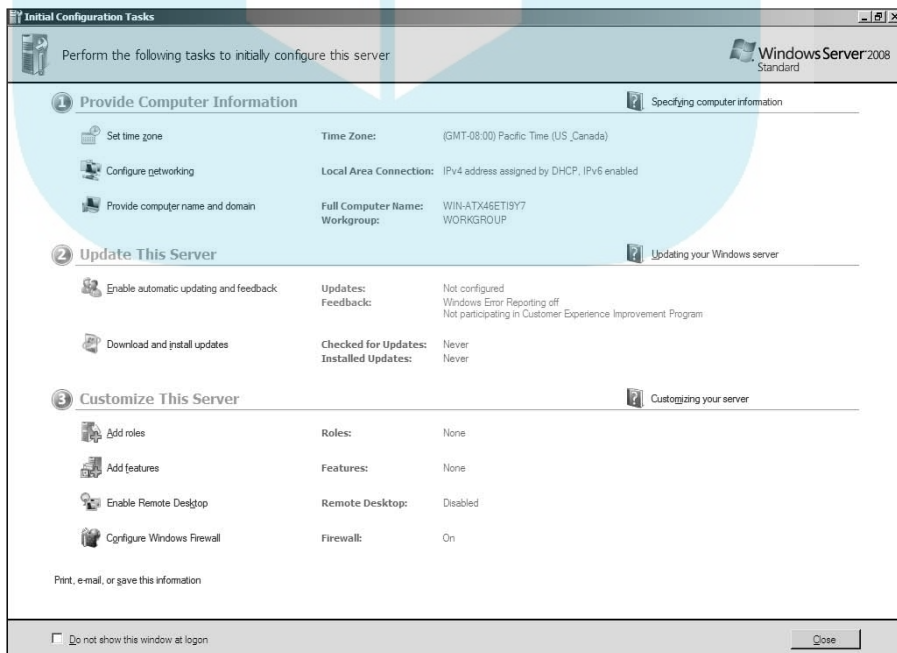 Initial Configuration Tasks
Perform the following tasks to initially configure this server
Windows Server 2008
Standard
1 Provide Computer Information
Specifying computer information
Set time zone Time Zone: (GMT-08:00) Pacific Time (US _Canada)
Configure networking Local Area Connection: IPv4 address assigned by DHCP, IPv6 enabled
Provide computer name and domain Full Computer Name: WIN-ATX46ETI9Y7
Workgroup: WORKGROUP
2 Update This Server
Updating your Windows server
Enable automatic updating and feedback Updates: Not configured
Feedback: Windows Error Reporting off
Not participating in Customer Experience Improvement Program
Download and install updates Checked for Updates: Never
Installed Updates: Never
3 Customize This Server
Customizing your server
Add roles Roles: None
Add features Features: None
Enable Remote Desktop Remote Desktop: Disabled
Configure Windows Firewall Firewall: On
Print, e-mail, or save this information
Do not show this window at logon
Close